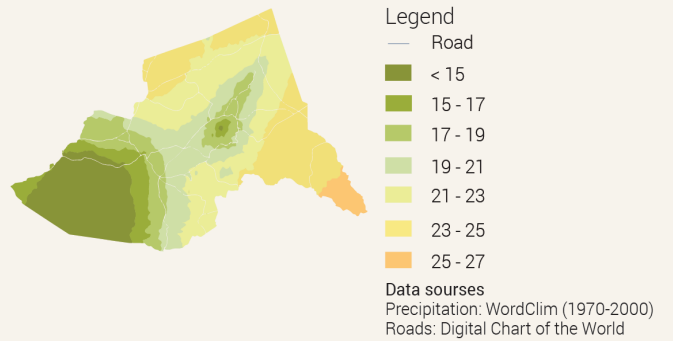 Legend
Road
< 15
15 - 17
17 - 19
19 - 21
21 - 23
23 - 25
25 - 27
Data sourses
Precipitation: WordClim (1970-2000)
Roads: Digital Chart of the World